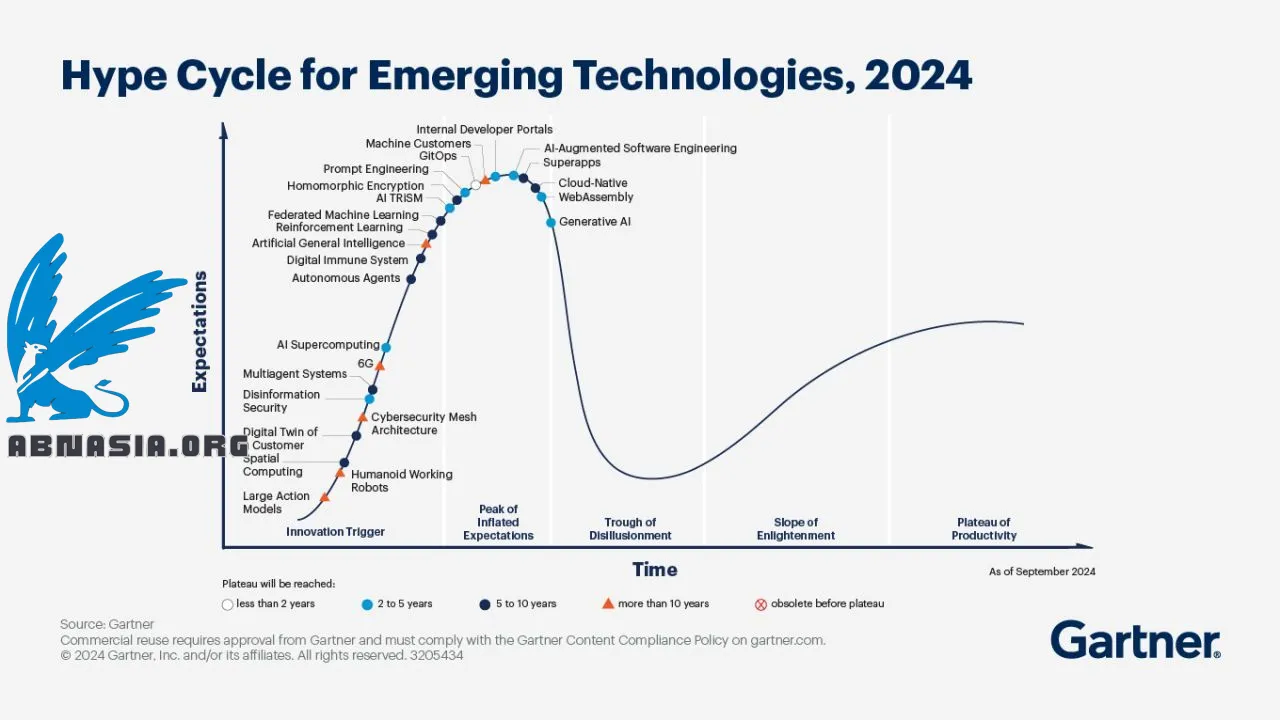 Hype Cycle for Emerging Technologies, 2024
Internal Developer Portals
Machine Customers
GitOps
Prompt Engineering
Homomorphic Encryption
AI TRiSM
Federated Machine Learning
Reinforcement Learning
Artificial General Intelligence
Digital Immune System
Autonomous Agents
AI Supercomputing
6G
Multiagent Systems
Disinformation
Security
Digital Twin of
a Customer
Spatial
Computing
Large Action
Models
AI-Augmented Software Engineering
Superapps
Cloud-Native
WebAssembly
Generative AI
Cybersecurity Mesh
Architecture
Humanoid Working
Robots
Expectations
ABNASIA.ORG
Innovation Trigger
Peak of
Inflated
Expectations
Trough of
Disillusionment
Slope of
Enlightenment
Plateau of
Productivity
Time
As of September 2024
Plateau will be reached:
less than 2 years
2 to 5 years
5 to 10 years
more than 10 years
obsolete before plateau
Source: Gartner
Commercial reuse requires approval from Gartner and must comply with the Gartner Content Compliance Policy on gartner.com.
© 2024 Gartner, Inc. and/or its affiliates. All rights reserved. 3205434
Gartner®